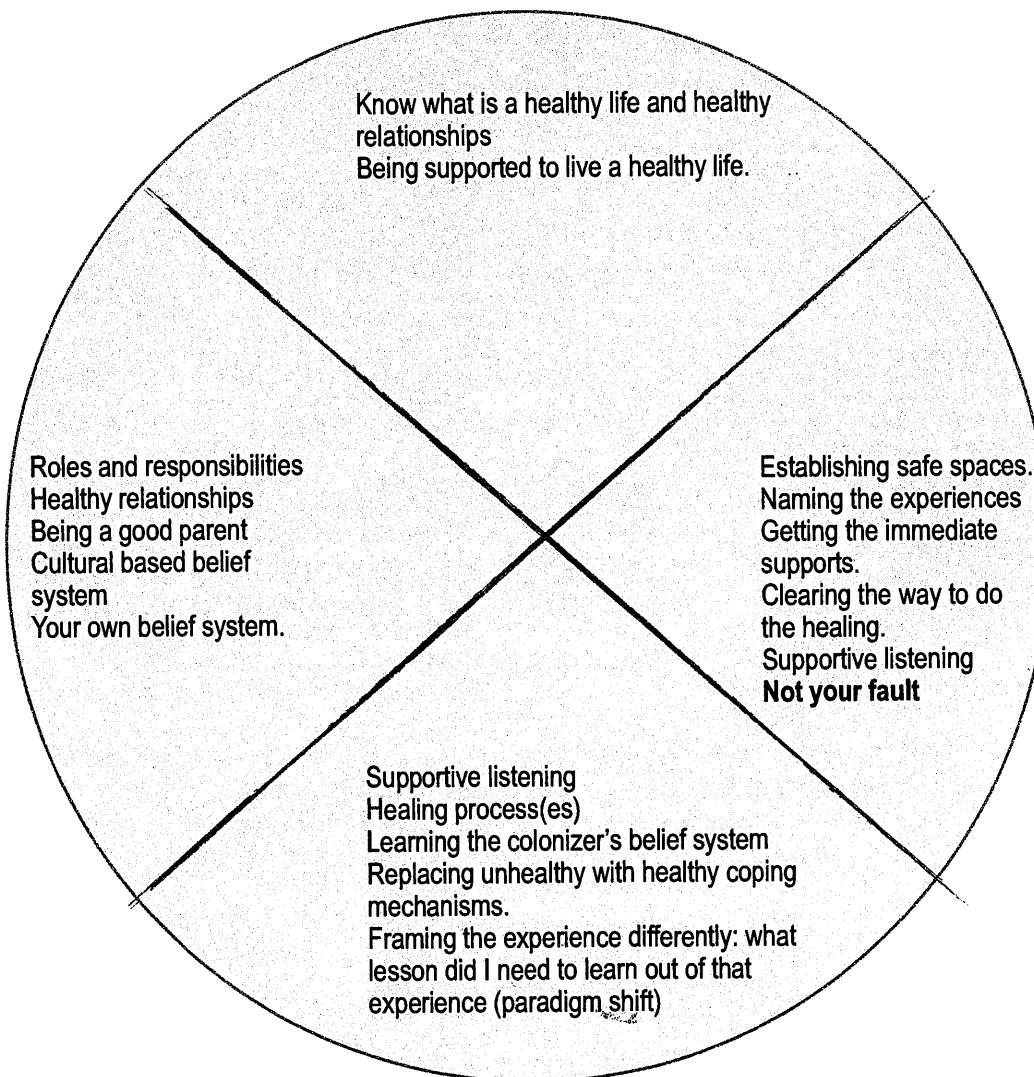 Know what is a healthy life and healthy
relationships
Being supported to live a healthy life.
Roles and responsibilities
Healthy relationships
Being a good parent
Cultural based belief
system
Your own belief system.
Establishing safe spaces.
Naming the experiences
Getting the immediate
supports.
Clearing the way to do
the healing.
Supportive listening
Not your fault
Supportive listening
Healing process(es)
Learning the colonizer's belief system
Replacing unhealthy with healthy coping
mechanisms.
Framing the experience differently: what
lesson did I need to learn out of that
experience (paradigm shift)